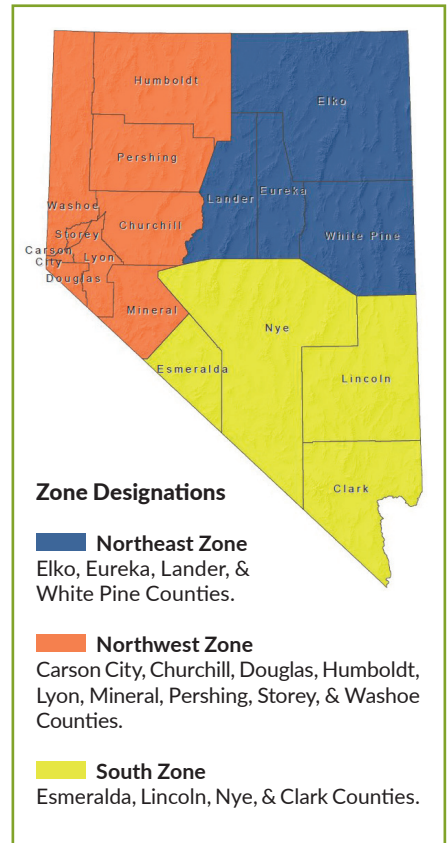 Humboldt
Elko
Pershing
Lander
Eureka
Washoe
Churchill
Storey
White Pine
Carson
City
Lyon
Douglas
Mineral
Nye
Esmeralda
Lincoln
Clark
Zone Designations
Northeast Zone
Elko, Eureka, Lander, &
White Pine Counties.
Northwest Zone
Carson City, Churchill, Douglas, Humboldt,
Lyon, Mineral, Pershing, Storey, & Washoe
Counties.
South Zone
Esmeralda, Lincoln, Nye, & Clark Counties.